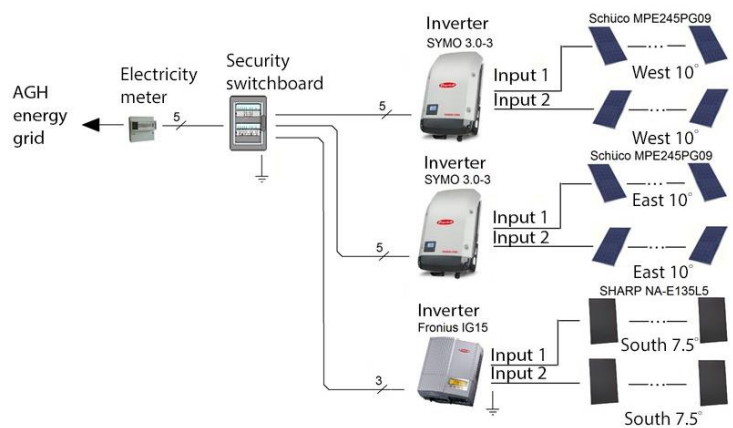 Inverter
SYMO 3.0-3
Schüco MPE245PG09
Input 1
West 10°
Input 2
West 10°
AGH
energy
grid
Electricity
meter
5
Security
switchboard
5
Inverter
SYMO 3.0-3
Schüco MPE245PG09
Input 1
East 10°
Input 2
East 10°
5
Inverter
Fronius IG15
SHARP NA-E135L5
Input 1
South 7.5°
Input 2
South 7.5°
3